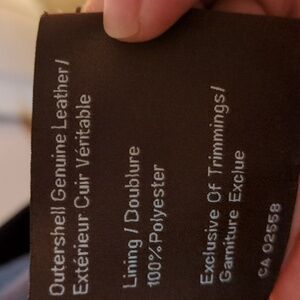 Outershell Genuine Leather/
Extérieur Cuir Véritable
Lining / Doublure
100% Polyester
Exclusive Of Trimmings/
Garniture Exclue
CA 02558